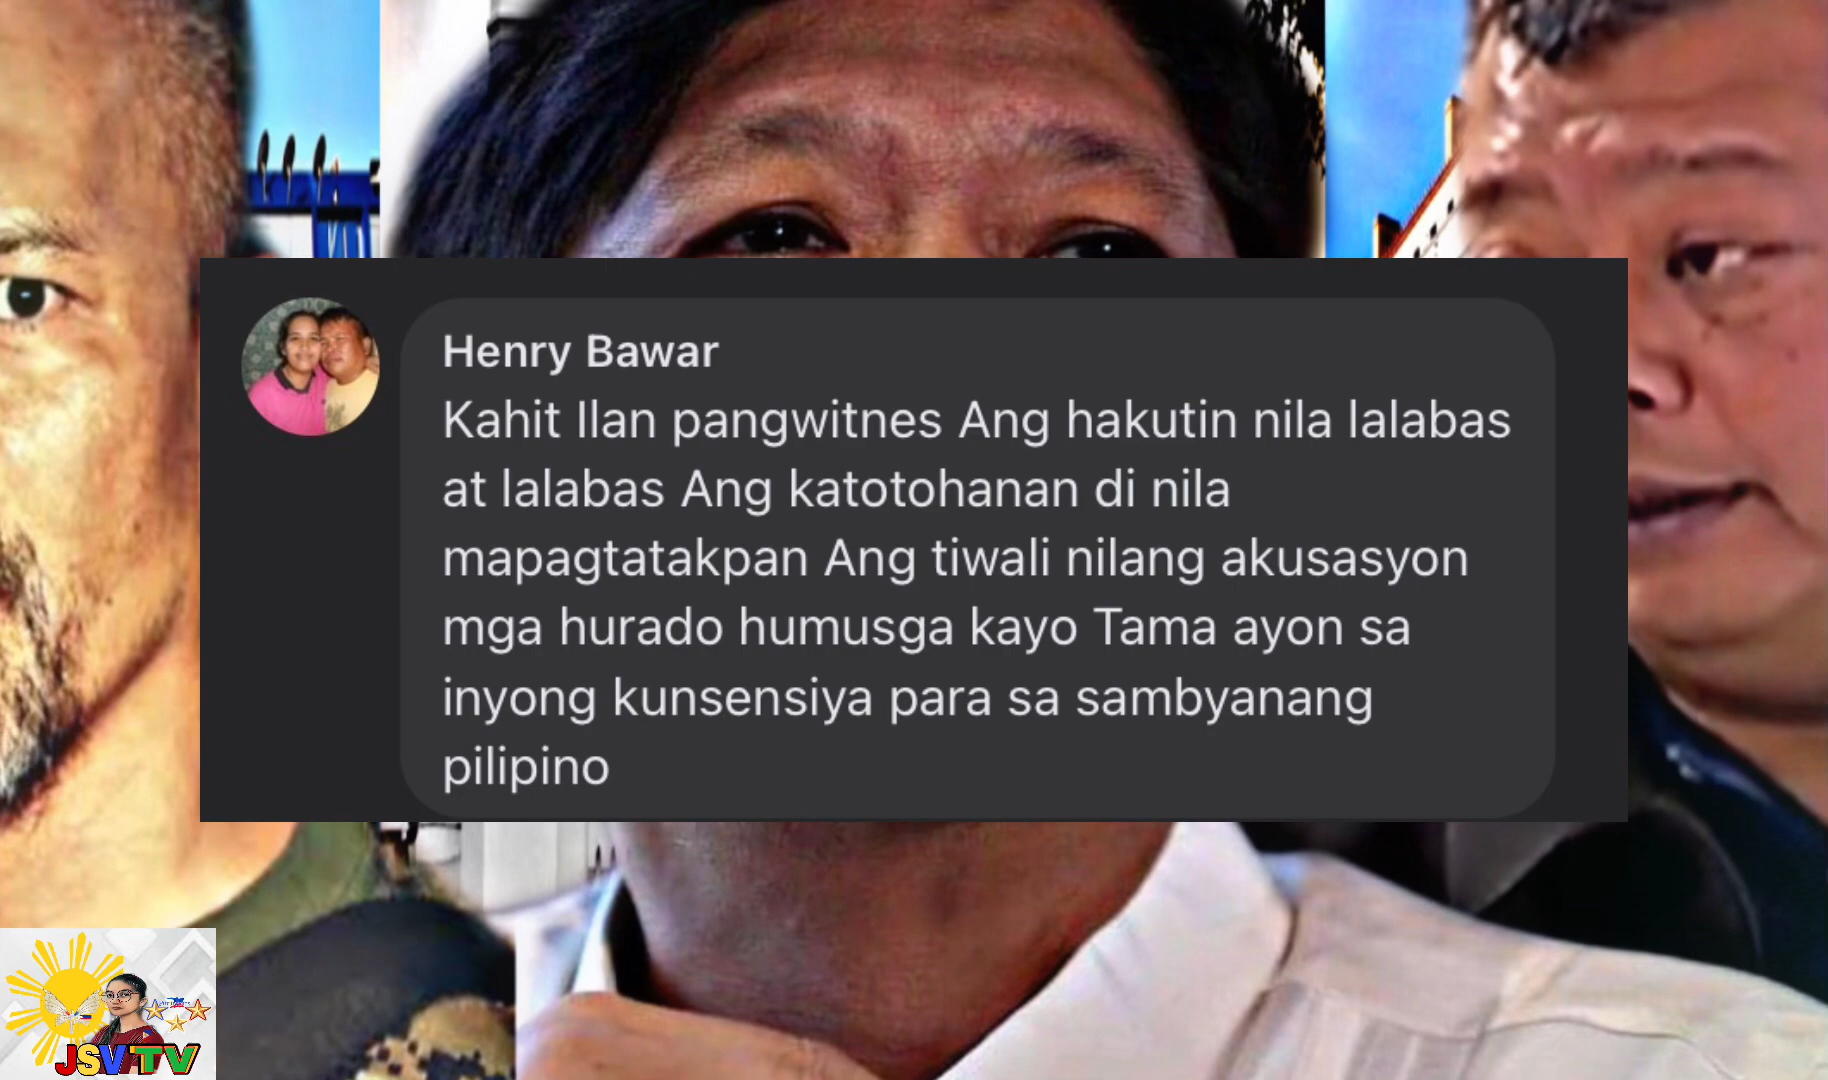 Henry Bawar
Kahit Ilan pangwitnes Ang hakutin nila lalabas
at lalabas Ang katotohanan di nila
mapagtatakpan Ang tiwali nilang akusasyon
mga hurado humusga kayo Tama ayon sa
inyong kunsensiya para sa sambyanang
pilipino
JSV TV